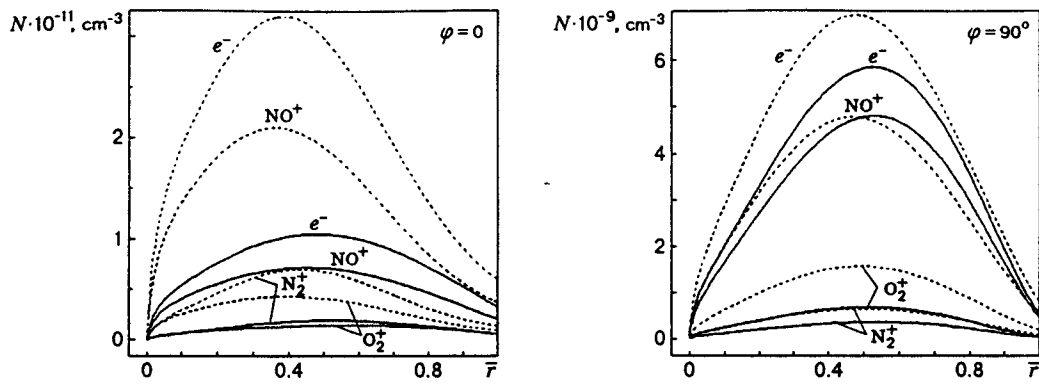 N·10⁻¹¹, cm⁻³
φ = 0
e⁻
NO⁺
e⁻
NO⁺
N₂⁺
O₂⁺
3
2
1
0
0 0.4 0.8 r̅
N·10⁻⁹, cm⁻³
φ = 90°
e⁻
e⁻
NO⁺
O₂⁺
N₂⁺
6
4
2
0
0 0.4 0.8 r̅